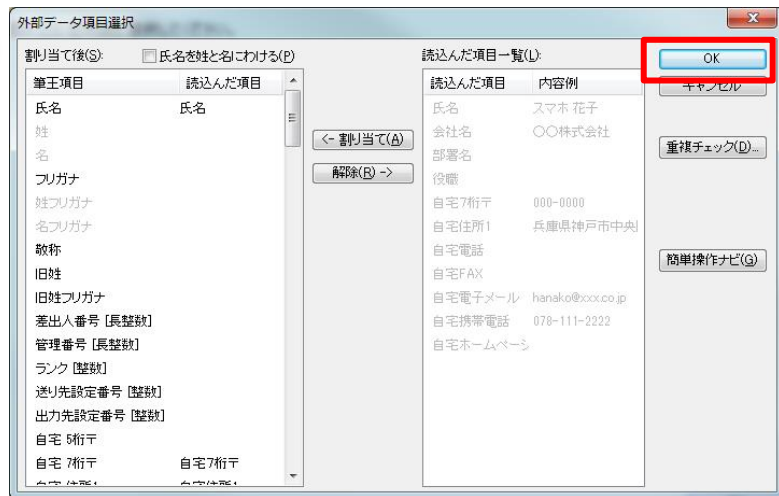 外部データ項目選択
割り当て後(S):
氏名を姓と名にわける(P)
筆王項目 読込んだ項目
氏名 氏名
姓
名
フリガナ
姓フリガナ
名フリガナ
敬称
旧姓
旧姓フリガナ
差出人番号 [長整数]
管理番号 [長整数]
ランク [整数]
送り先設定番号 [整数]
出力先設定番号 [整数]
自宅 5桁〒
自宅 7桁〒 自宅7桁〒
<- 割り当て(A)
解除(R) ->
読込んだ項目一覧(L):
読込んだ項目 内容例
氏名 スマホ 花子
会社名 〇〇株式会社
部署名
役職
自宅7桁〒 000-0000
自宅住所1 兵庫県神戸市中央
自宅電話
自宅FAX
自宅電子メール hanako@xxx.co.jp
自宅携帯電話 078-111-2222
自宅ホームペーシ
OK
キャンセル
重複チェック(D)...
簡単操作ナビ(G)